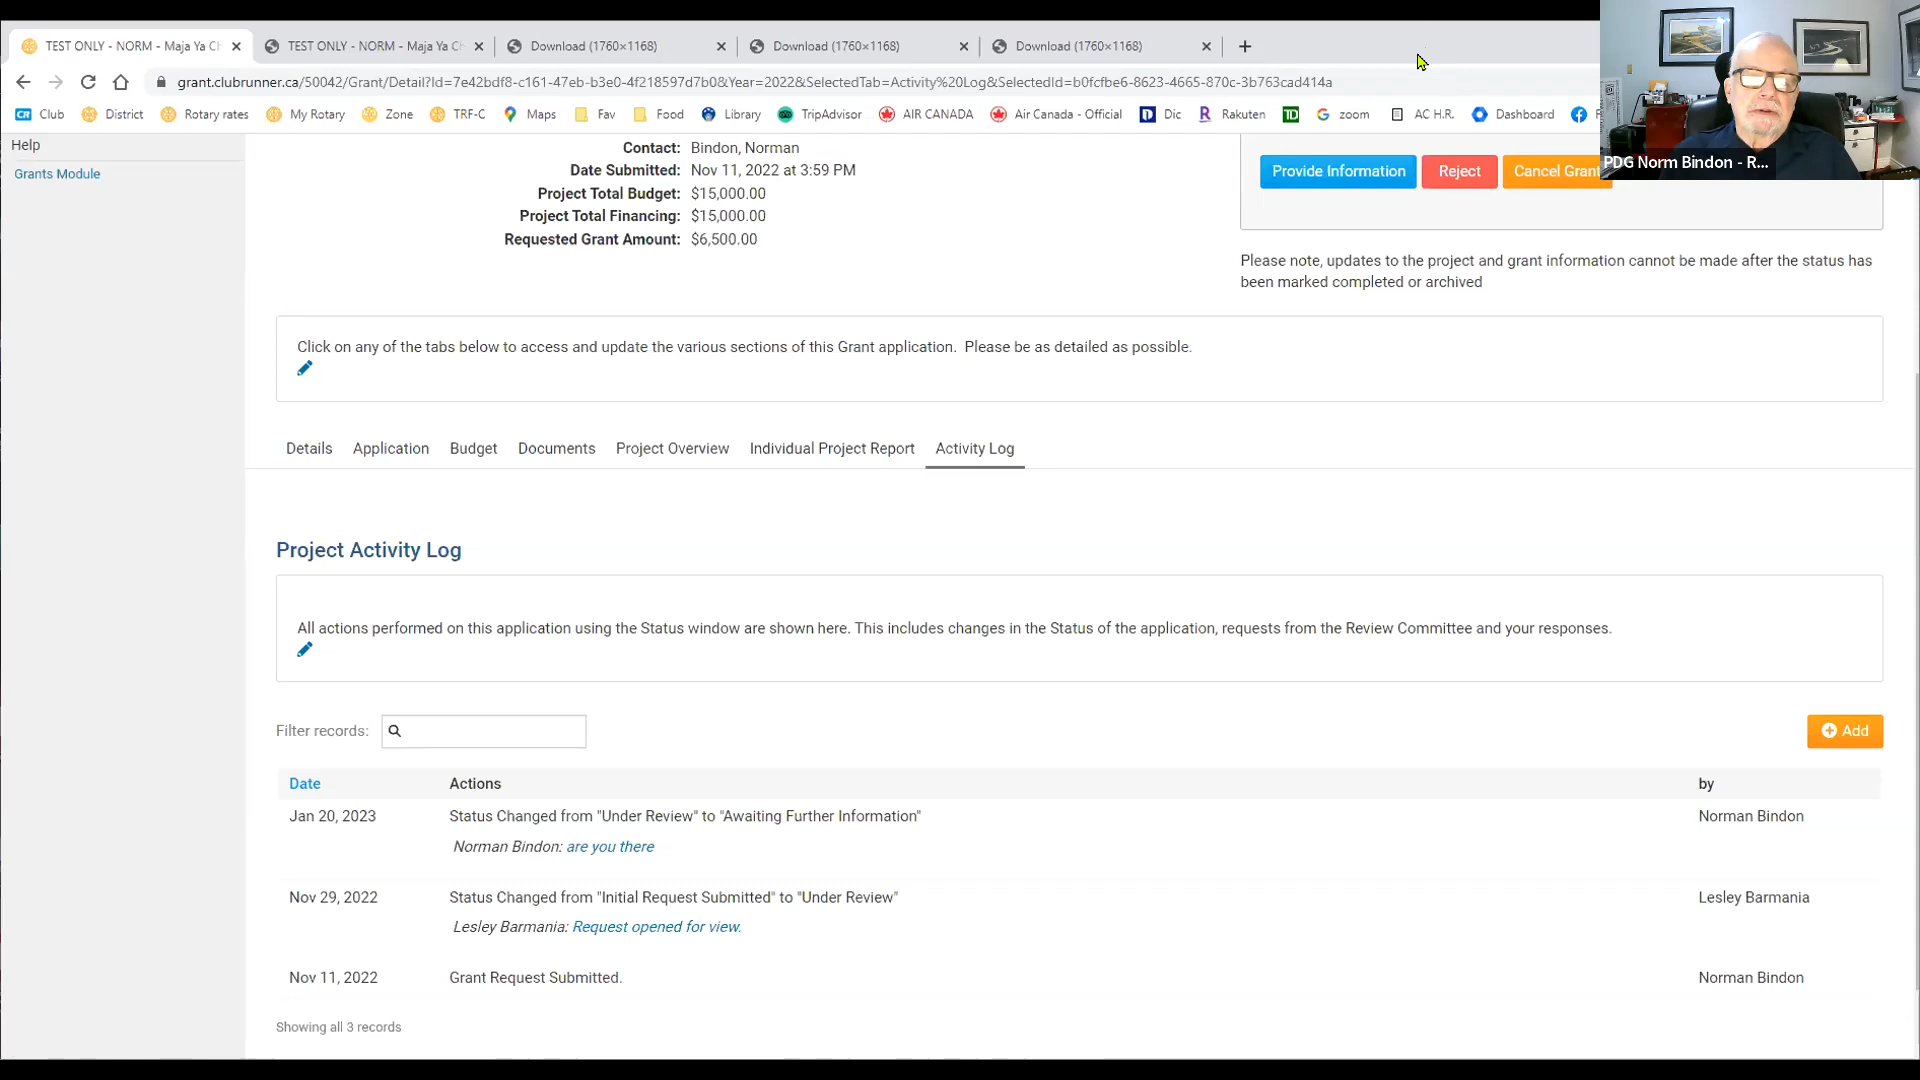 TEST ONLY - NORM - Maja Ya Ch
TEST ONLY - NORM - Maja Ya Ch
Download (1760×1168)
Download (1760×1168)
Download (1760×1168)
grant.clubrunner.ca/50042/Grant/Detail?Id=7e42bdf8-c161-47eb-b3e0-4f218597d7b0&Year=2022&SelectedTab=Activity%20Log&SelectedId=b0fcfbe6-8623-4665-870c-3b763cad414a
CR Club District Rotary rates My Rotary Zone TRF-C Maps Fav Food Library TripAdvisor AIR CANADA Air Canada - Official Dic R Rakuten TD G zoom AC H.R. Dashboard
PDG Norm Bindon - R...
Help
Grants Module
Contact: Bindon, Norman
Date Submitted: Nov 11, 2022 at 3:59 PM
Project Total Budget: $15,000.00
Project Total Financing: $15,000.00
Requested Grant Amount: $6,500.00
Provide Information
Reject
Cancel Grant
Please note, updates to the project and grant information cannot be made after the status has
been marked completed or archived
Click on any of the tabs below to access and update the various sections of this Grant application. Please be as detailed as possible.
Details Application Budget Documents Project Overview Individual Project Report Activity Log
Project Activity Log
All actions performed on this application using the Status window are shown here. This includes changes in the Status of the application, requests from the Review Committee and your responses.
Filter records:
Add
Date Actions by
Jan 20, 2023 Status Changed from "Under Review" to "Awaiting Further Information" Norman Bindon
Norman Bindon: are you there
Nov 29, 2022 Status Changed from "Initial Request Submitted" to "Under Review" Lesley Barmania
Lesley Barmania: Request opened for view.
Nov 11, 2022 Grant Request Submitted. Norman Bindon
Showing all 3 records